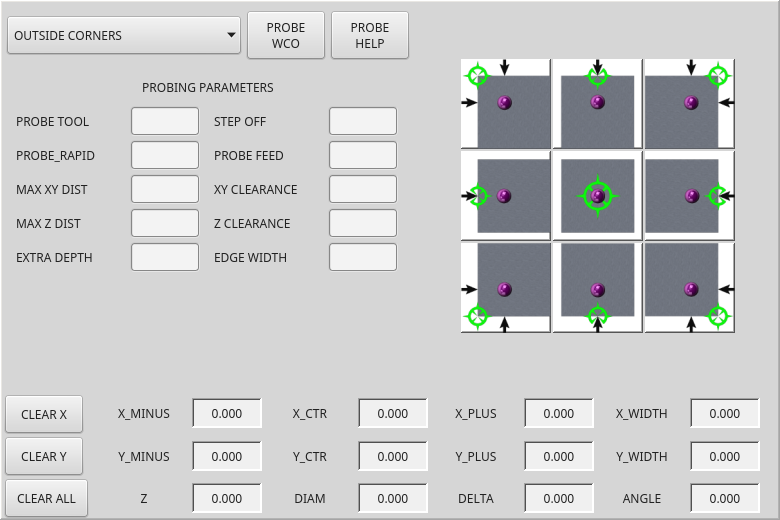 OUTSIDE CORNERS
PROBE
WCO
PROBE
HELP
PROBING PARAMETERS
PROBE TOOL
STEP OFF
PROBE_RAPID
PROBE FEED
MAX XY DIST
XY CLEARANCE
MAX Z DIST
Z CLEARANCE
EXTRA DEPTH
EDGE WIDTH
CLEAR X
X_MINUS
0.000
X_CTR
0.000
X_PLUS
0.000
X_WIDTH
0.000
CLEAR Y
Y_MINUS
0.000
Y_CTR
0.000
Y_PLUS
0.000
Y_WIDTH
0.000
CLEAR ALL
Z
0.000
DIAM
0.000
DELTA
0.000
ANGLE
0.000